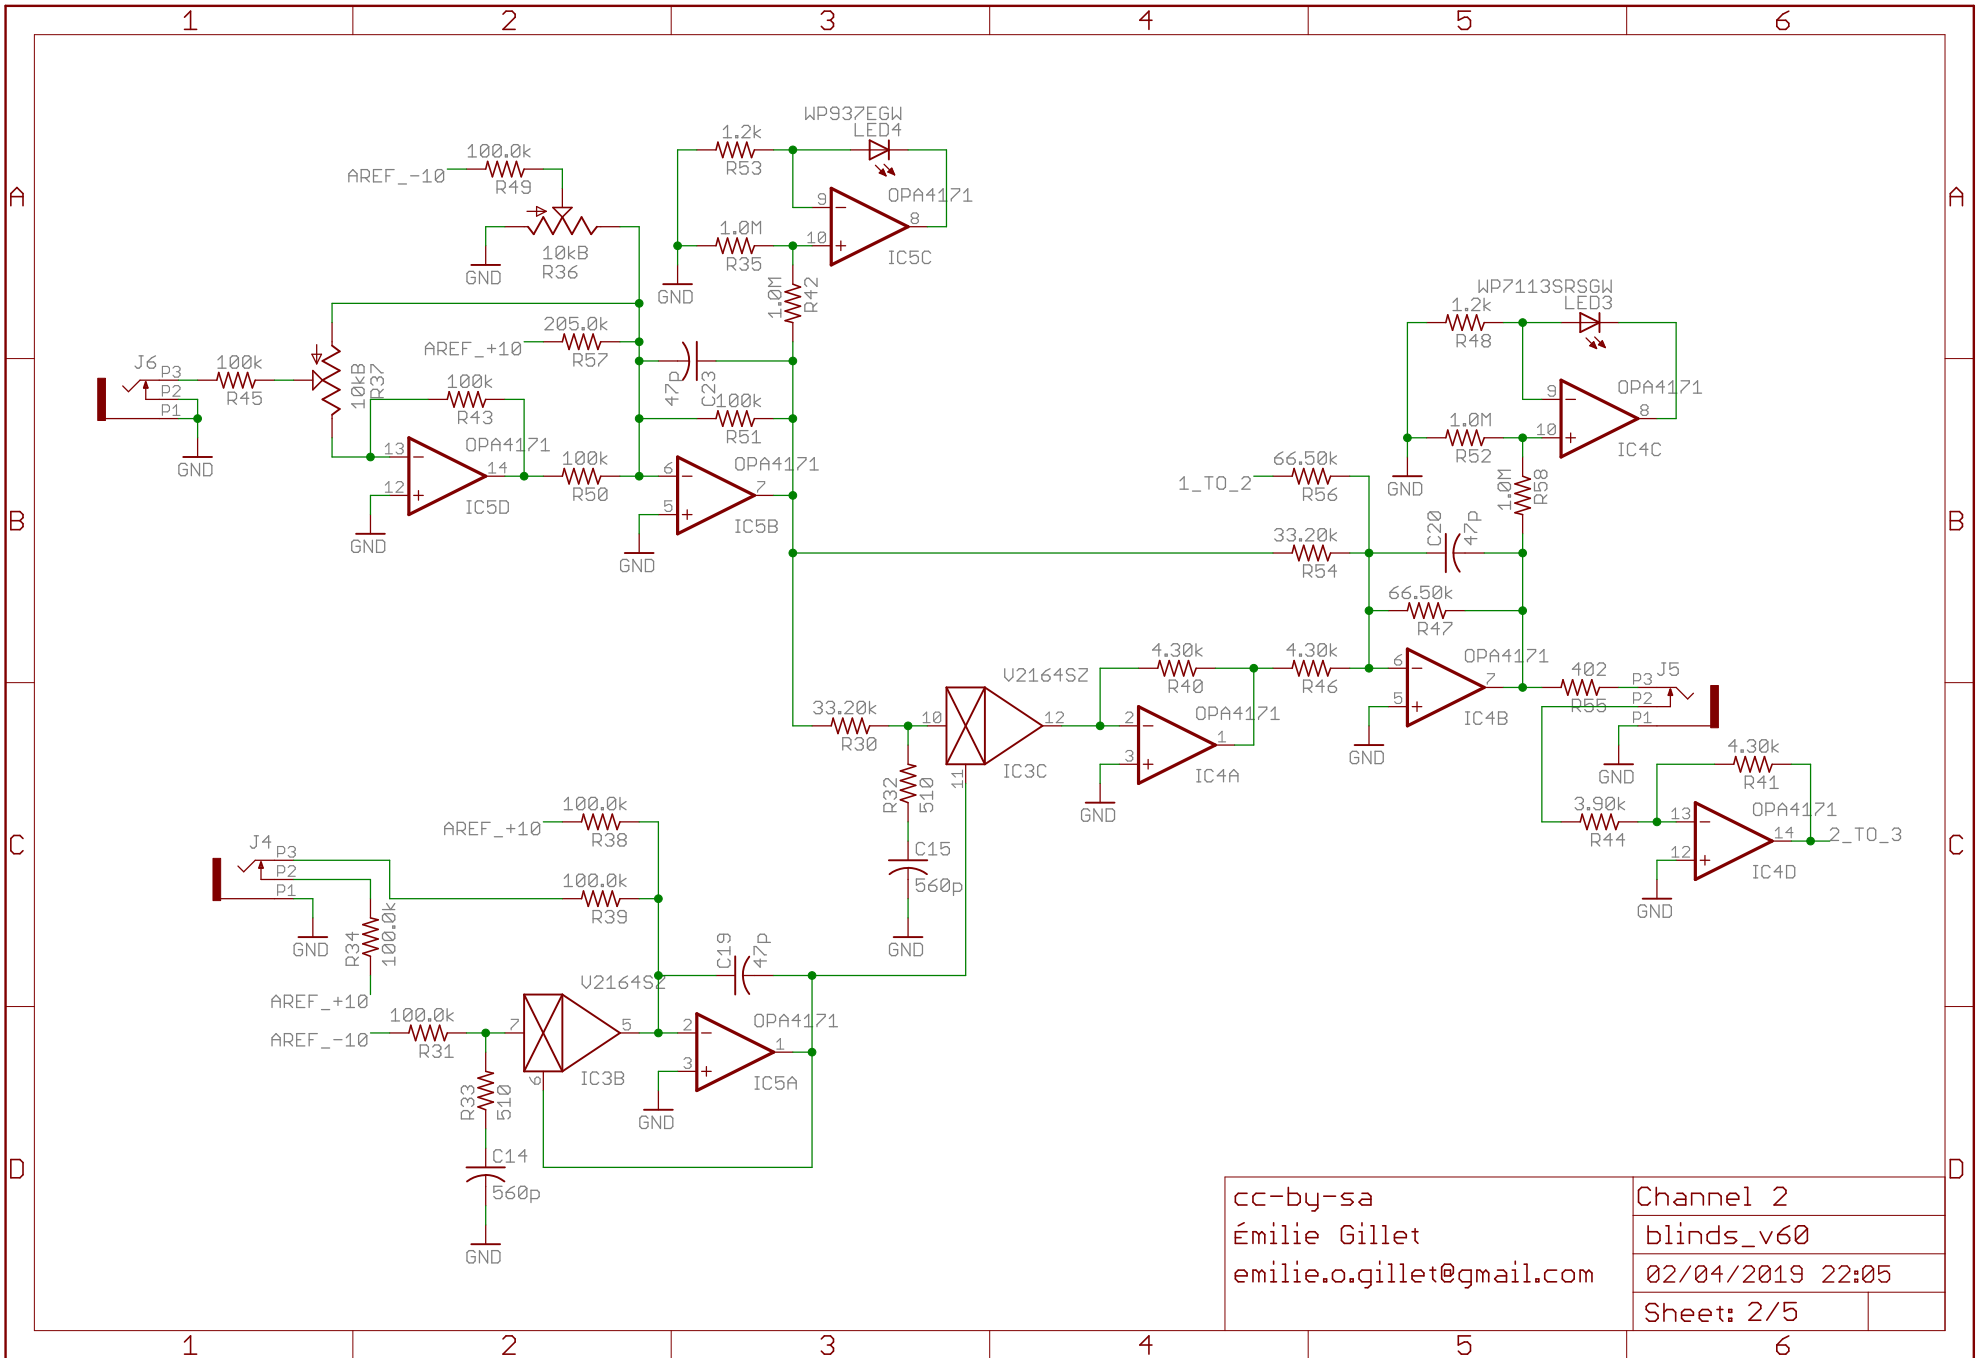 1 2 3 4 5 6
A A
B B
C C
D D
WP937EGW
LED4
1.2k
R53
100.0k
AREF_-10
R49
10kB
R36
GND
1.0M
R35
9
10
8
OPA4171
IC5C
GND
1.0M
R42
205.0k
AREF_+10
R57
47p
C23
100k
R51
J6
P3
P2
P1
GND
100k
R45
10kB
R37
100k
R43
13
12
14
OPA4171
IC5D
GND
100k
R50
6
5
7
OPA4171
IC5B
GND
WP7113SRSGW
LED3
1.2k
R48
9
10
8
OPA4171
IC4C
1.0M
R52
GND
1.0M
R58
66.50k
1_TO_2
R56
33.20k
R54
C20
47p
66.50k
R47
V2164SZ
33.20k
R30
10
12
11
IC3C
R32
510
C15
560p
GND
4.30k
R40
2
3
1
OPA4171
IC4A
GND
4.30k
R46
6
5
7
OPA4171
IC4B
GND
402
R55
J5
P3
P2
P1
GND
4.30k
R41
3.90k
R44
13
12
14
OPA4171
IC4D
2_TO_3
GND
100.0k
AREF_+10
R38
J4
P3
P2
P1
GND
100.0k
R39
R34
100.0k
AREF_+10
AREF_-10
100.0k
R31
C19
47p
V2164SZ
7
5
6
IC3B
R33
510
C14
560p
GND
2
3
1
OPA4171
IC5A
GND
cc-by-sa
Émilie Gillet
emilie.o.gillet@gmail.com
Channel 2
blinds_v60
02/04/2019 22:05
Sheet: 2/5
1 2 3 4 5 6